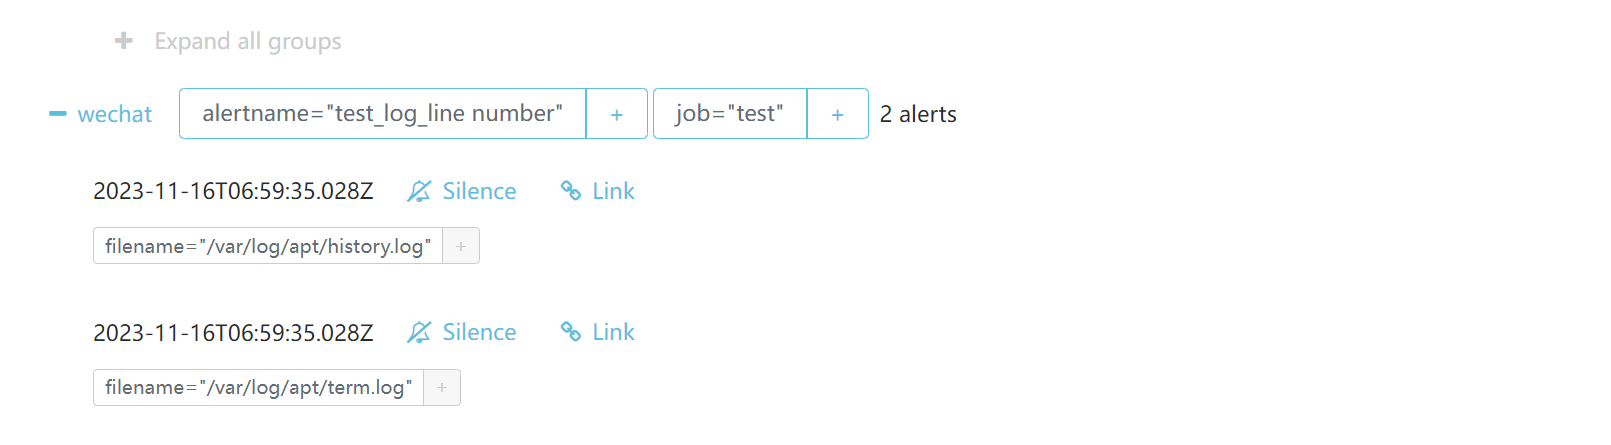 + Expand all groups
− wechat alertname="test_log_line number" + job="test" + 2 alerts
2023-11-16T06:59:35.028Z Silence Link
filename="/var/log/apt/history.log" +
2023-11-16T06:59:35.028Z Silence Link
filename="/var/log/apt/term.log" +